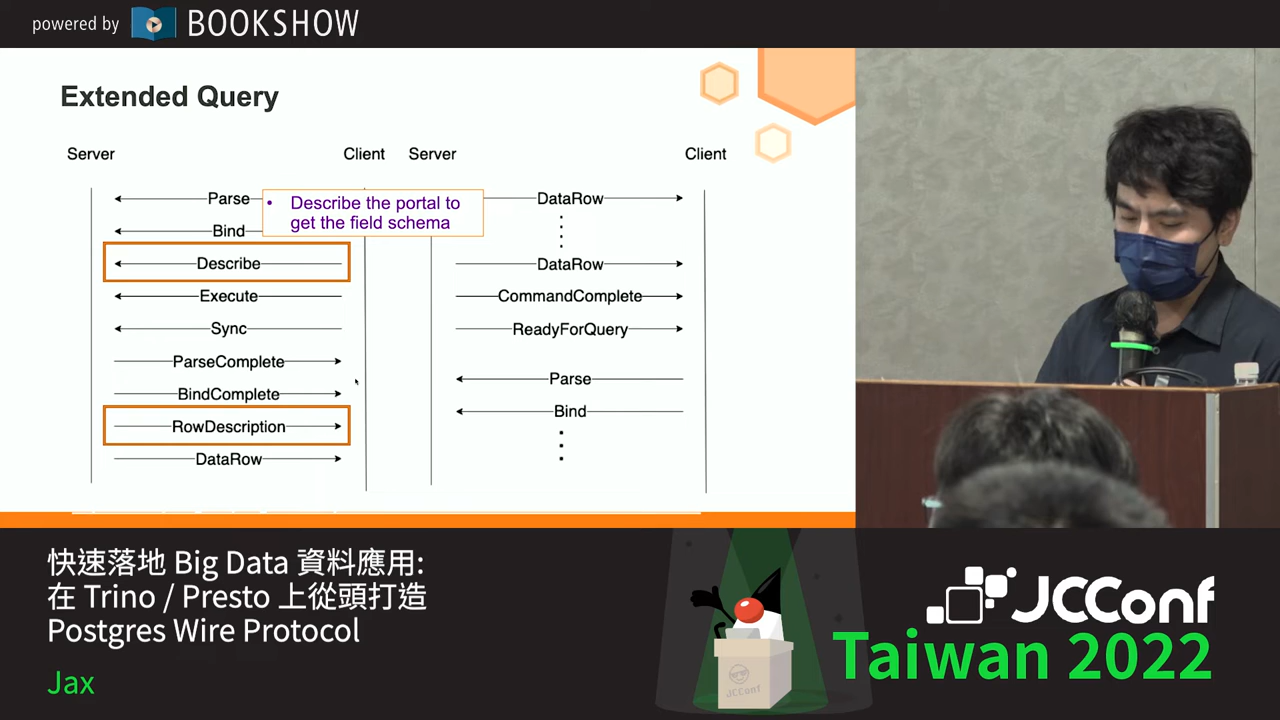 powered by BOOKSHOW
Extended Query
Server
Client
Server
Client
Parse
Bind
• Describe the portal to
get the field schema
Describe
Execute
Sync
ParseComplete
BindComplete
RowDescription
DataRow
DataRow
DataRow
CommandComplete
ReadyForQuery
Parse
Bind
快速落地 Big Data 資料應用:
在 Trino / Presto 上從頭打造
Postgres Wire Protocol
Jax
JCConf
JCConf
Taiwan 2022